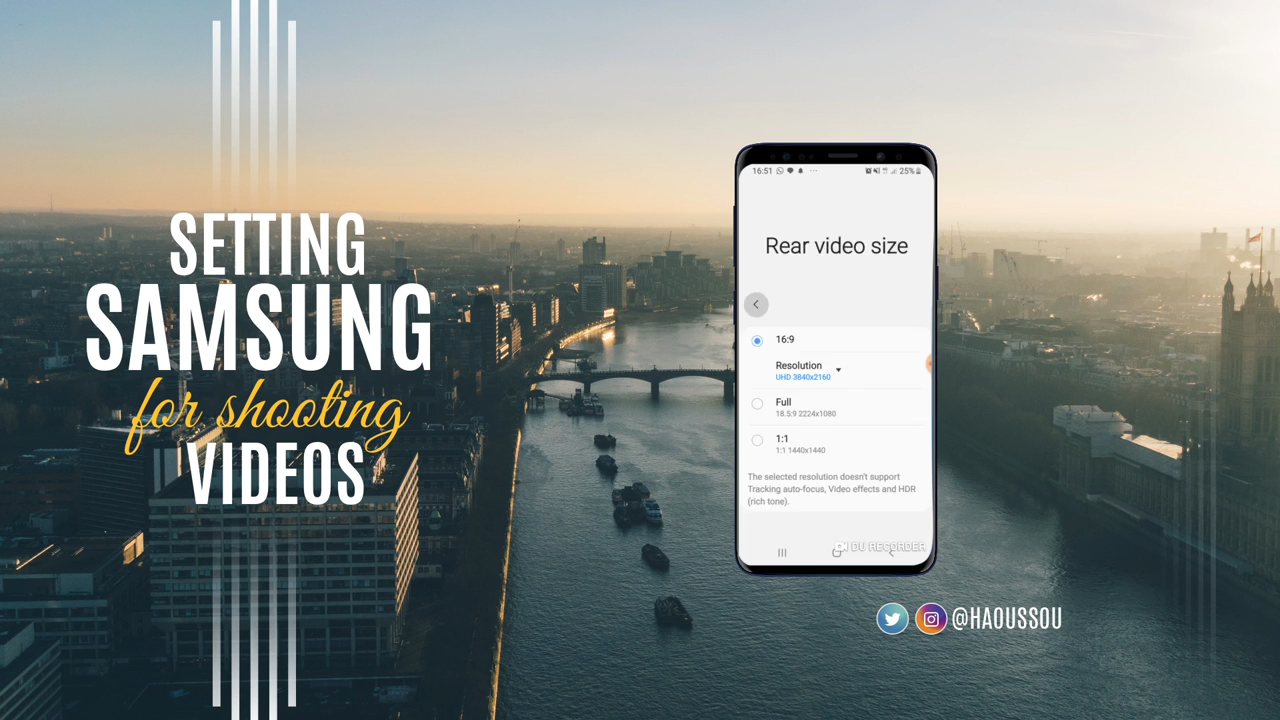 SETTING
SAMSUNG
for shooting
VIDEOS
16:51
25%
Rear video size
16:9
Resolution
UHD 3840x2160
Full
18.5:9 2224x1080
1:1
1:1 1440x1440
The selected resolution doesn't support
Tracking auto-focus, Video effects and HDR
(rich tone).
DU RECORDER
@HAOUSSOU